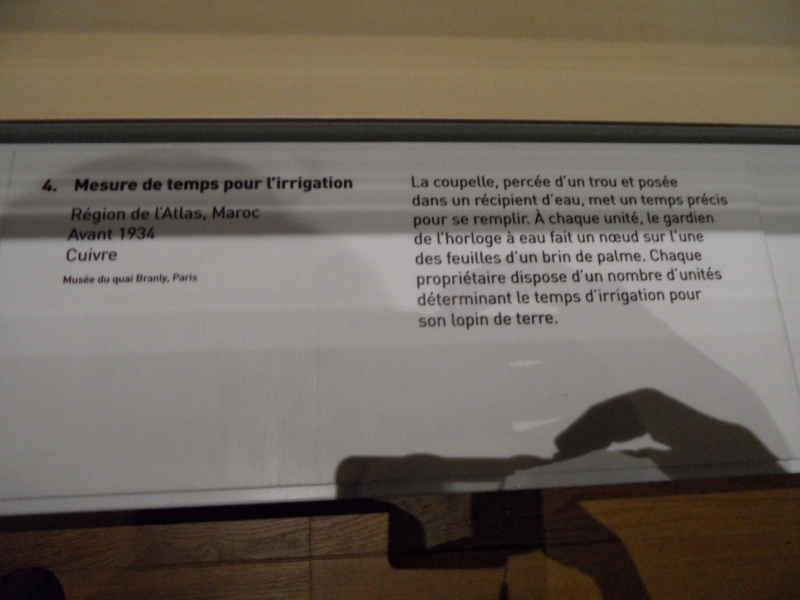 4. Mesure de temps pour l'irrigation
Région de l'Atlas, Maroc
Avant 1934
Cuivre
Musée du quai Branly, Paris
La coupelle, percée d'un trou et posée
dans un récipient d'eau, met un temps précis
pour se remplir. À chaque unité, le gardien
de l'horloge à eau fait un nœud sur l'une
des feuilles d'un brin de palme. Chaque
propriétaire dispose d'un nombre d'unités
déterminant le temps d'irrigation pour
son lopin de terre.